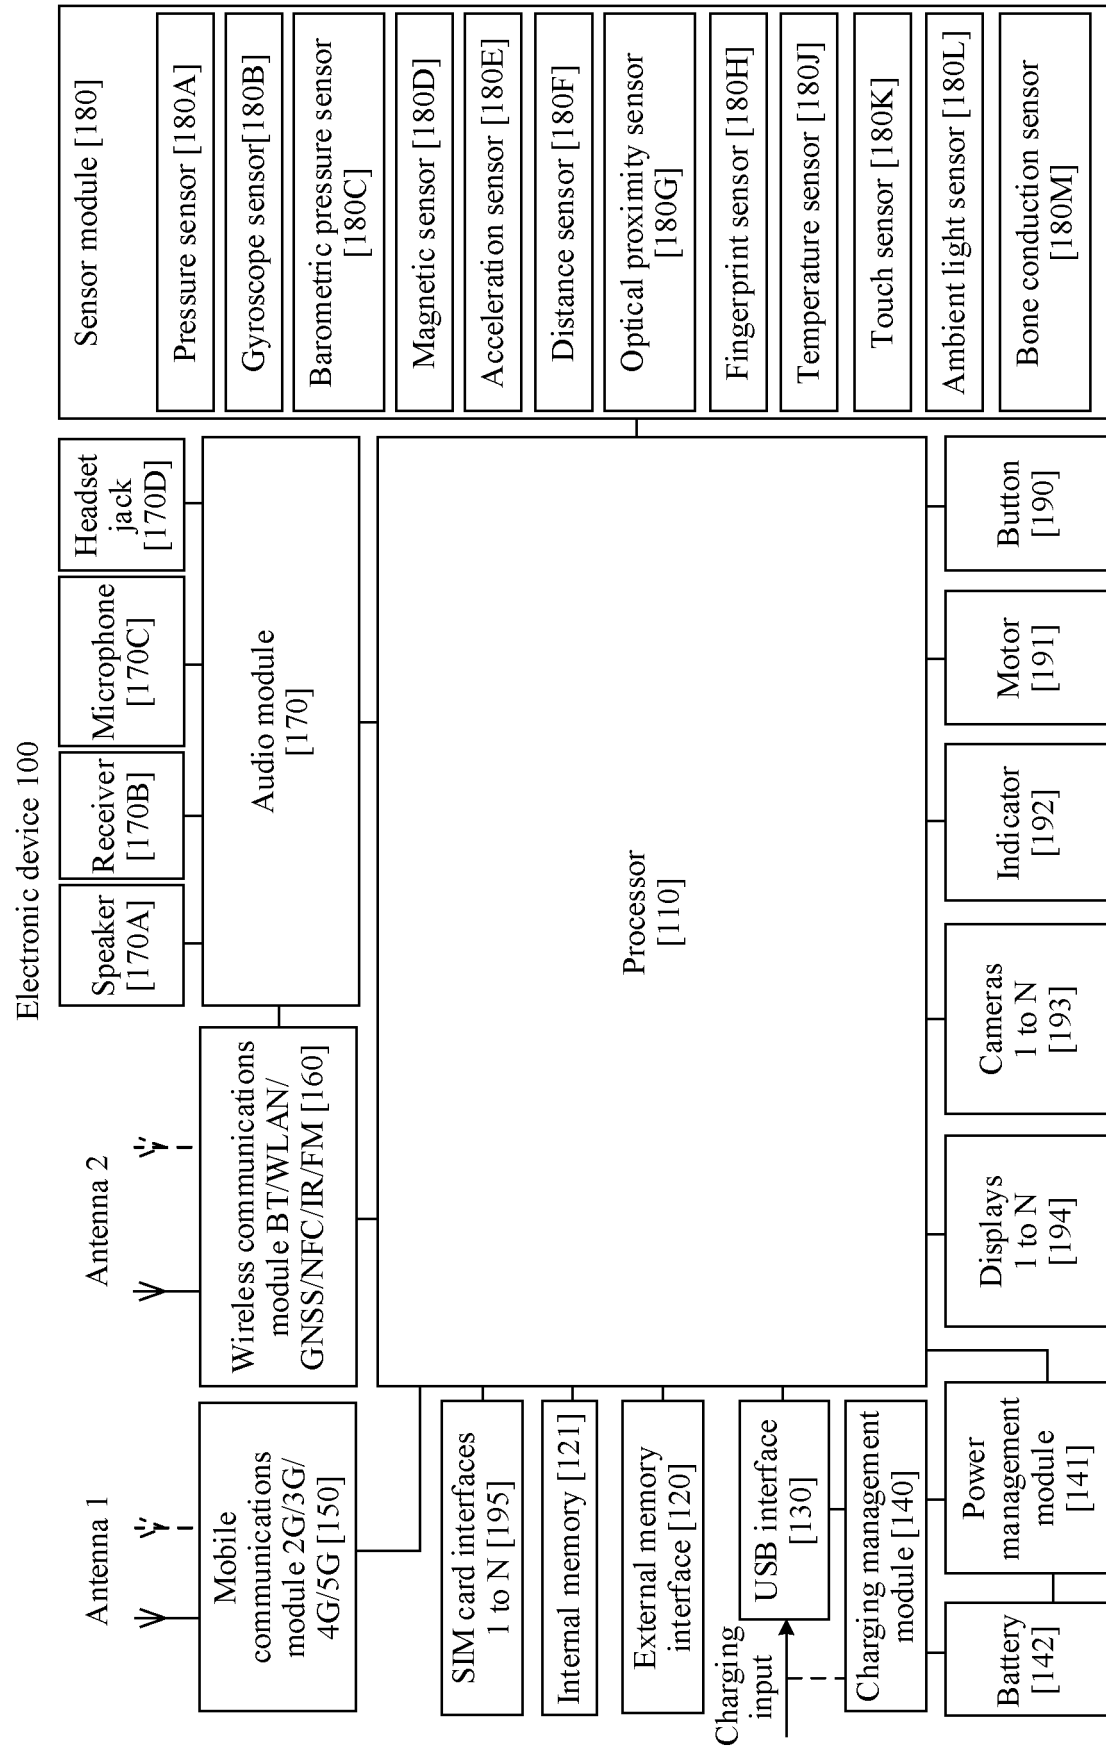 Electronic device 100
Antenna 1
Antenna 2
Mobile
communications
module 2G/3G/
4G/5G [150]
Wireless communications
module BT/WLAN/
GNSS/NFC/IR/FM [160]
Speaker
[170A]
Receiver
[170B]
Microphone
[170C]
Headset
jack
[170D]
Audio module
[170]
Sensor module [180]
Pressure sensor [180A]
Gyroscope sensor[180B]
Barometric pressure sensor
[180C]
Magnetic sensor [180D]
Acceleration sensor [180E]
Distance sensor [180F]
Optical proximity sensor
[180G]
Fingerprint sensor [180H]
Temperature sensor [180J]
Touch sensor [180K]
Ambient light sensor [180L]
Bone conduction sensor
[180M]
SIM card interfaces
1 to N [195]
Internal memory [121]
External memory
interface [120]
Charging
input
USB interface
[130]
Charging management
module [140]
Processor
[110]
Battery
[142]
Power
management
module
[141]
Displays
1 to N
[194]
Cameras
1 to N
[193]
Indicator
[192]
Motor
[191]
Button
[190]